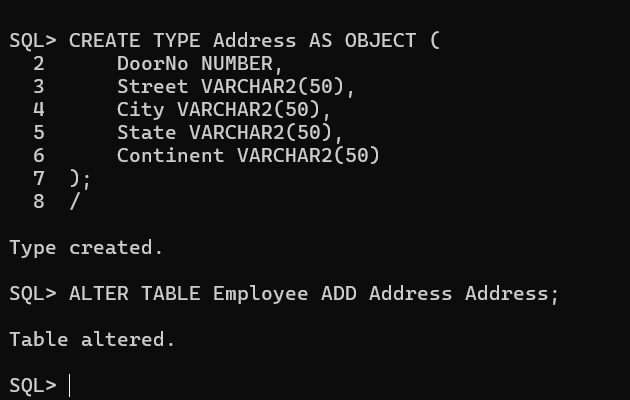 SQL> CREATE TYPE Address AS OBJECT (
  2      DoorNo NUMBER,
  3      Street VARCHAR2(50),
  4      City VARCHAR2(50),
  5      State VARCHAR2(50),
  6      Continent VARCHAR2(50)
  7  );
  8  /
Type created.
SQL> ALTER TABLE Employee ADD Address Address;
Table altered.
SQL>